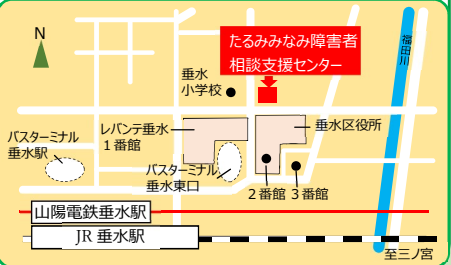 N
たるみみなみ障害者
相談支援センター
福田川
垂水
小学校
レバンテ垂水
1番館
垂水区役所
バスターミナル
垂水駅
バスターミナル
垂水東口
2番館 3番館
山陽電鉄垂水駅
JR 垂水駅
至三ノ宮